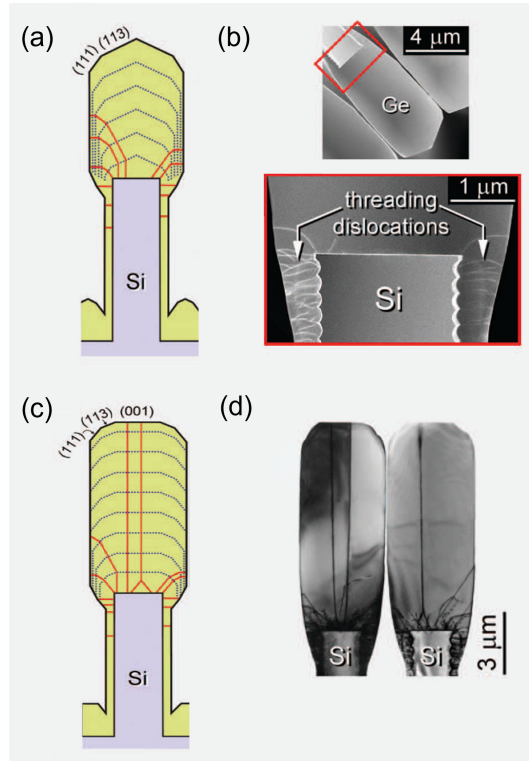 (a)
(111) (113)
Si
(b)
4 μm
Ge
1 μm
threading
dislocations
Si
(c)
(111) (113) (001)
Si
(d)
Si
Si
3 μm